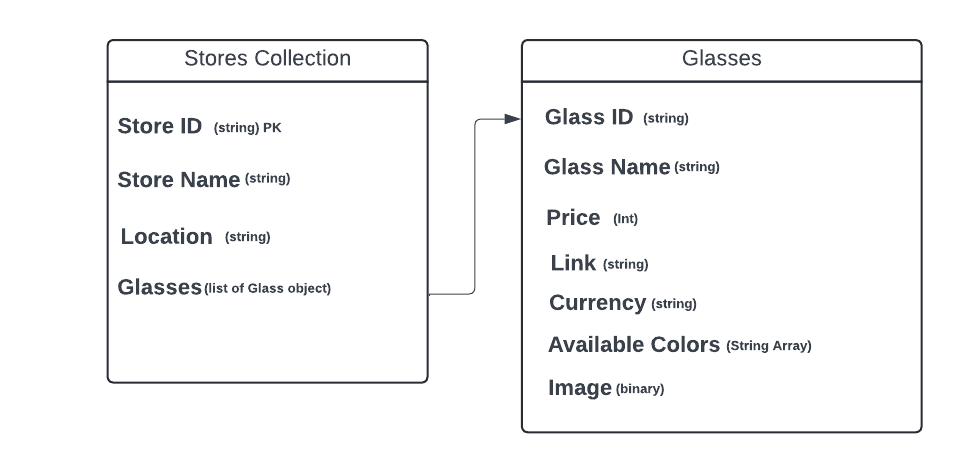 Stores Collection
Store ID (string) PK
Store Name (string)
Location (string)
Glasses (list of Glass object)
Glasses
Glass ID (string)
Glass Name (string)
Price (Int)
Link (string)
Currency (string)
Available Colors (String Array)
Image (binary)